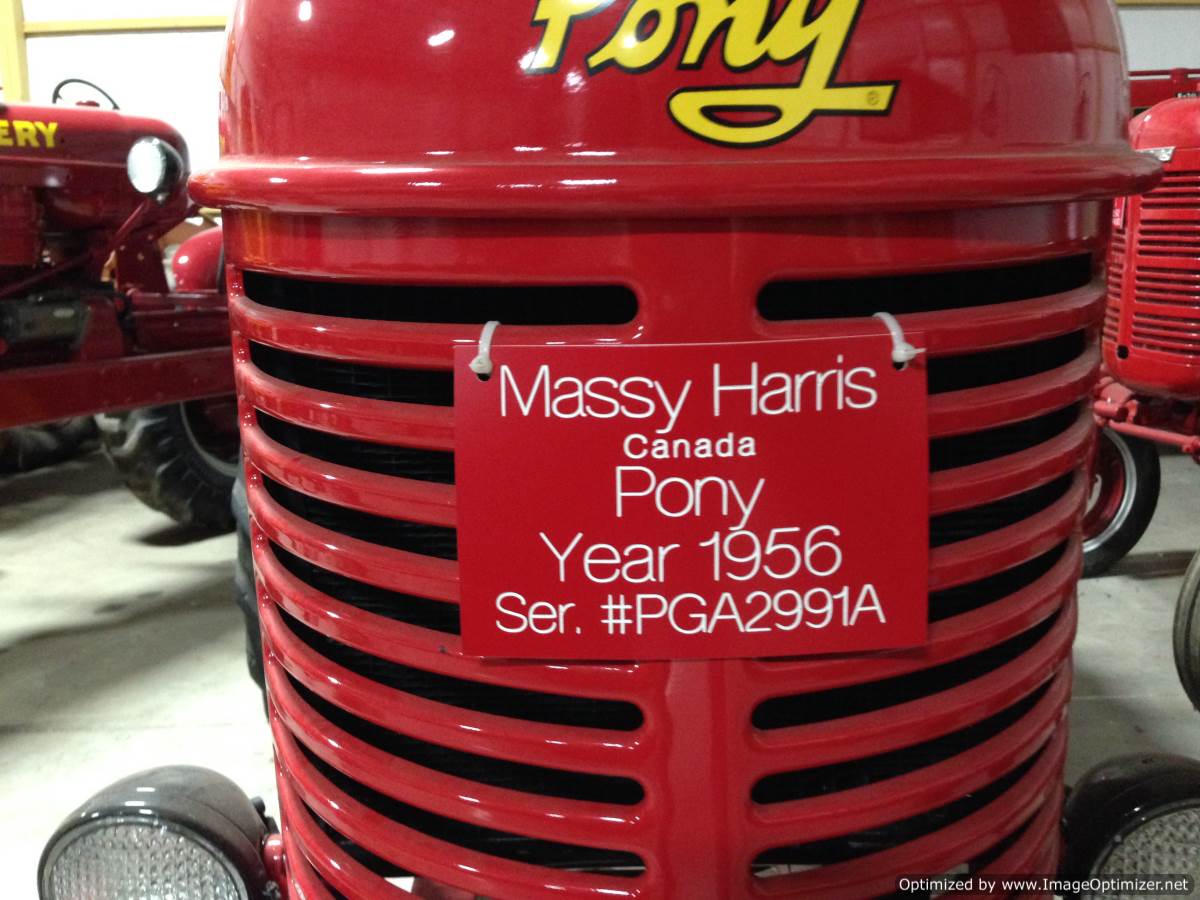 Pony
ERY
Massy Harris
Canada
Pony
Year 1956
Ser. #PGA2991A
Optimized by www.ImageOptimizer.net